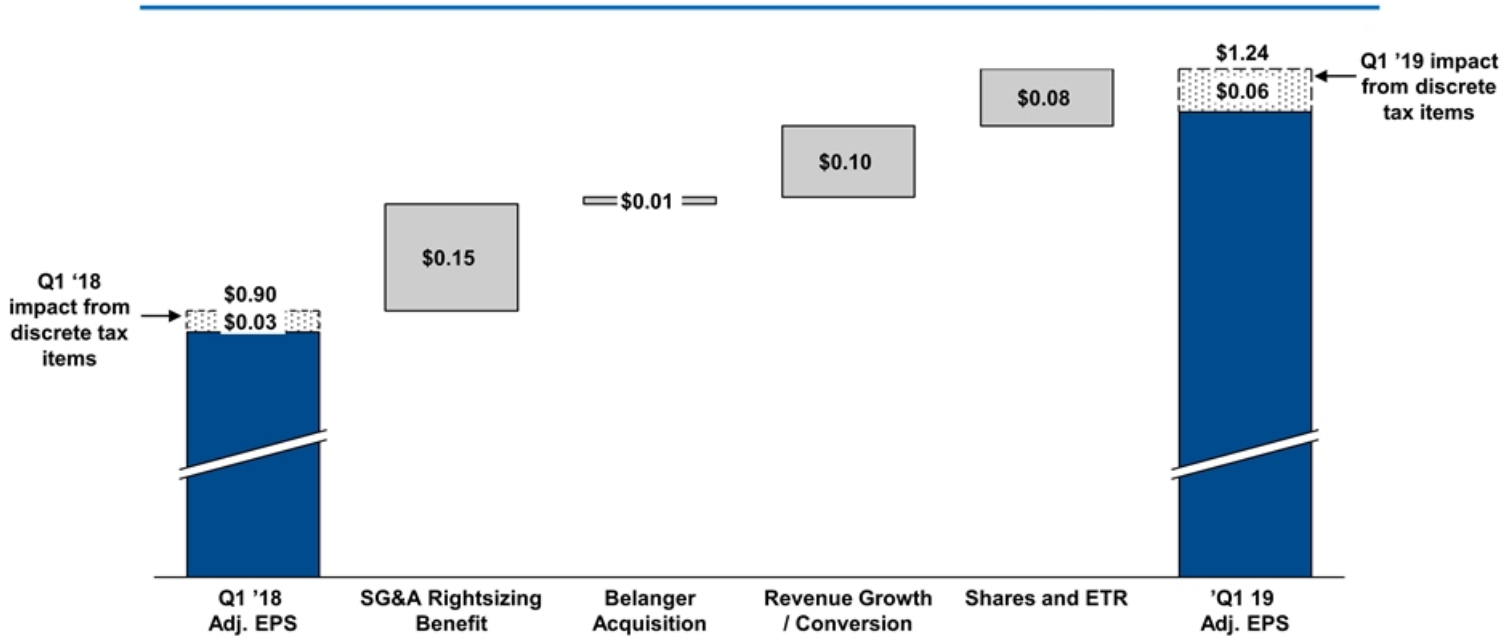 $1.24
Q1 ’19 impact
from discrete
tax items
$0.06
$0.08
$0.10
$0.01
$0.15
Q1 ‘18
impact from
discrete tax
items
$0.90
$0.03
Q1 ’18
Adj. EPS
SG&A Rightsizing
Benefit
Belanger
Acquisition
Revenue Growth
/ Conversion
Shares and ETR
’Q1 19
Adj. EPS